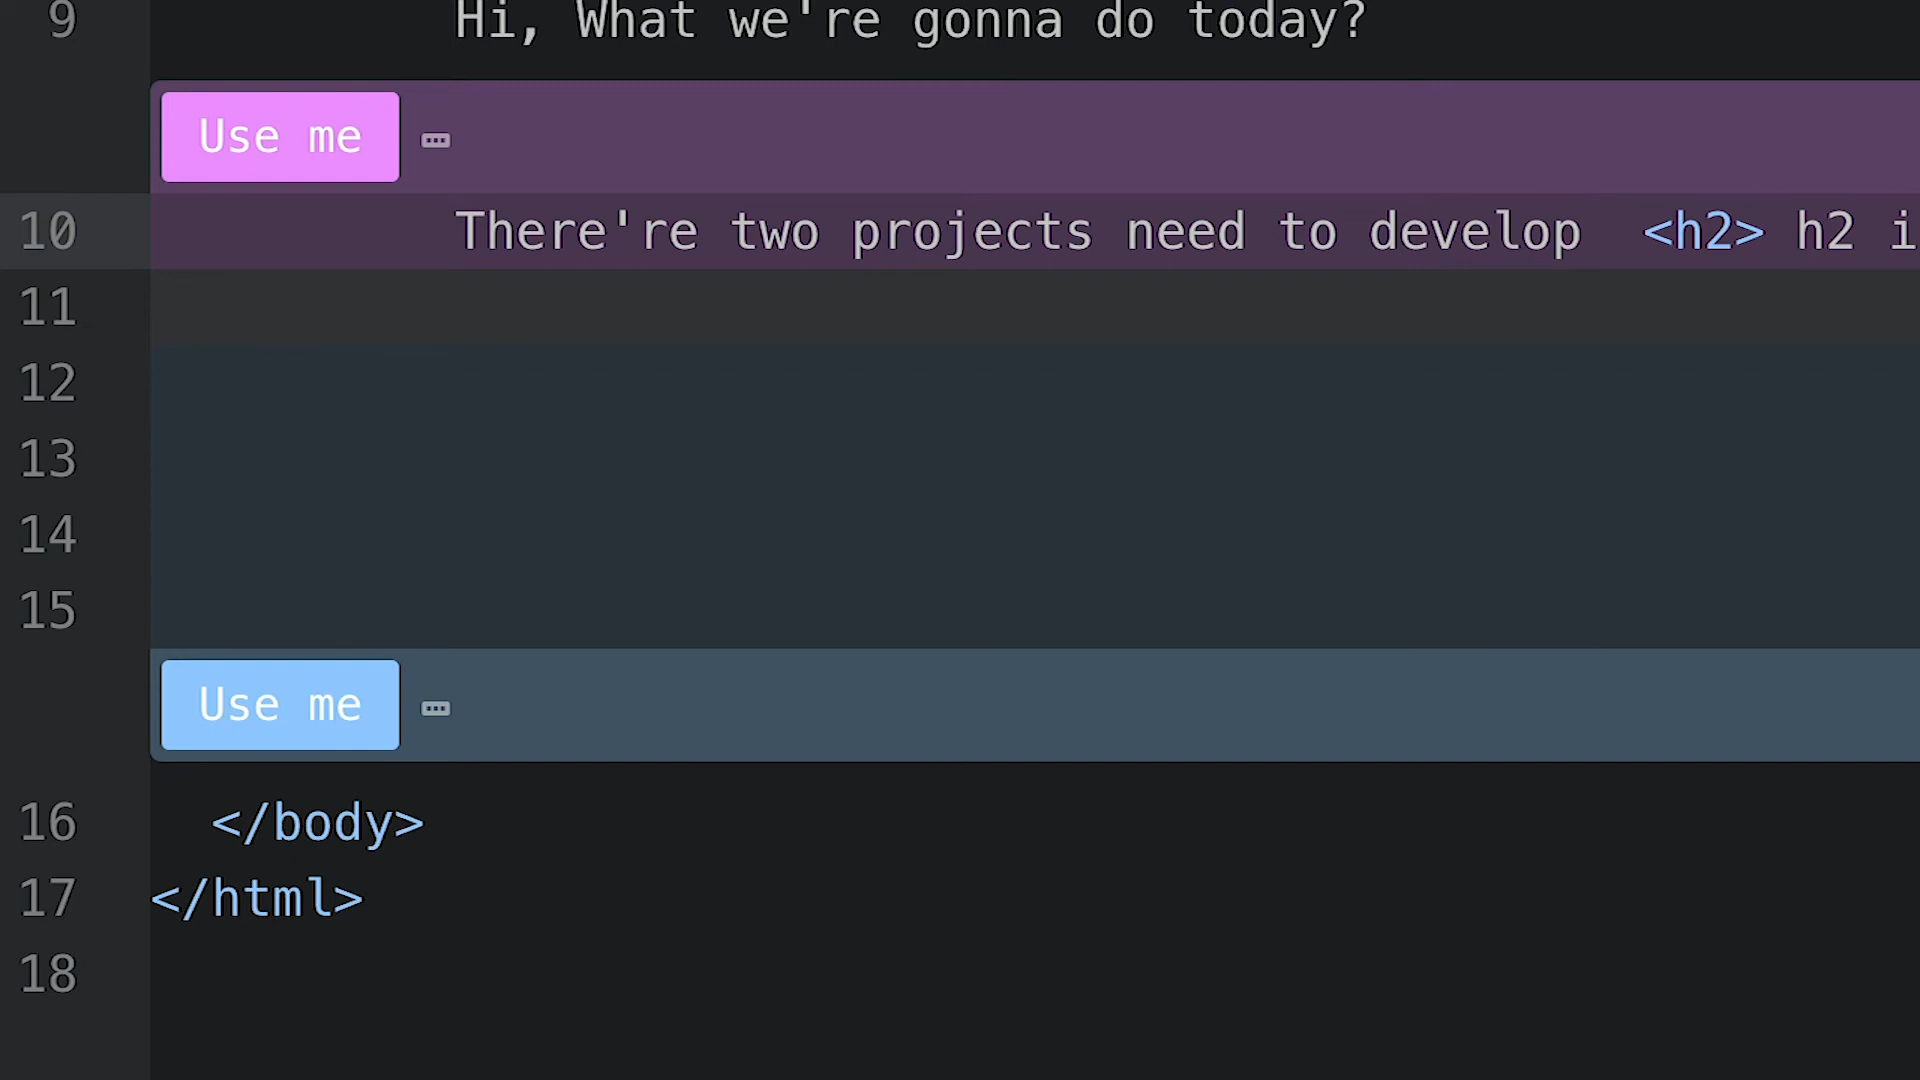 9 Hi, What we're gonna do today?
Use me
10 There're two projects need to develop <h2> h2 i
11
12
13
14
15
Use me
16 </body>
17 </html>
18